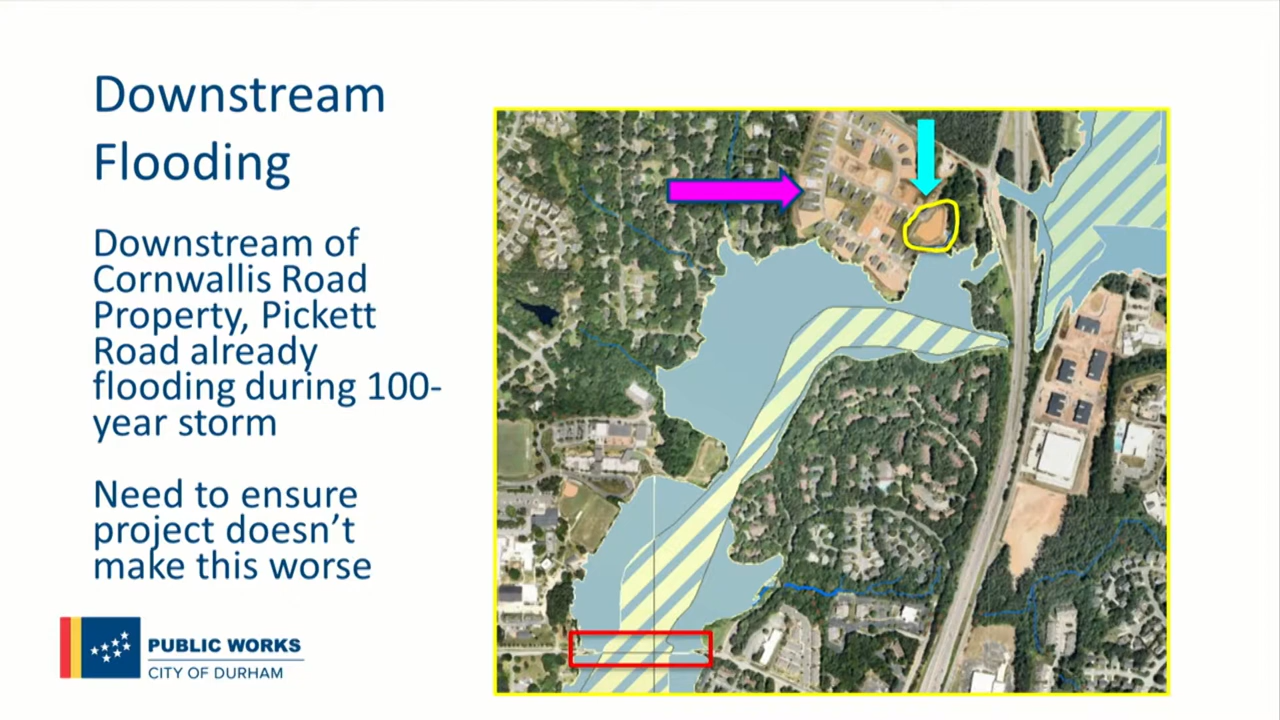 Downstream
Flooding
Downstream of
Cornwallis Road
Property, Pickett
Road already
flooding during 100-
year storm
Need to ensure
project doesn't
make this worse
PUBLIC WORKS
CITY OF DURHAM